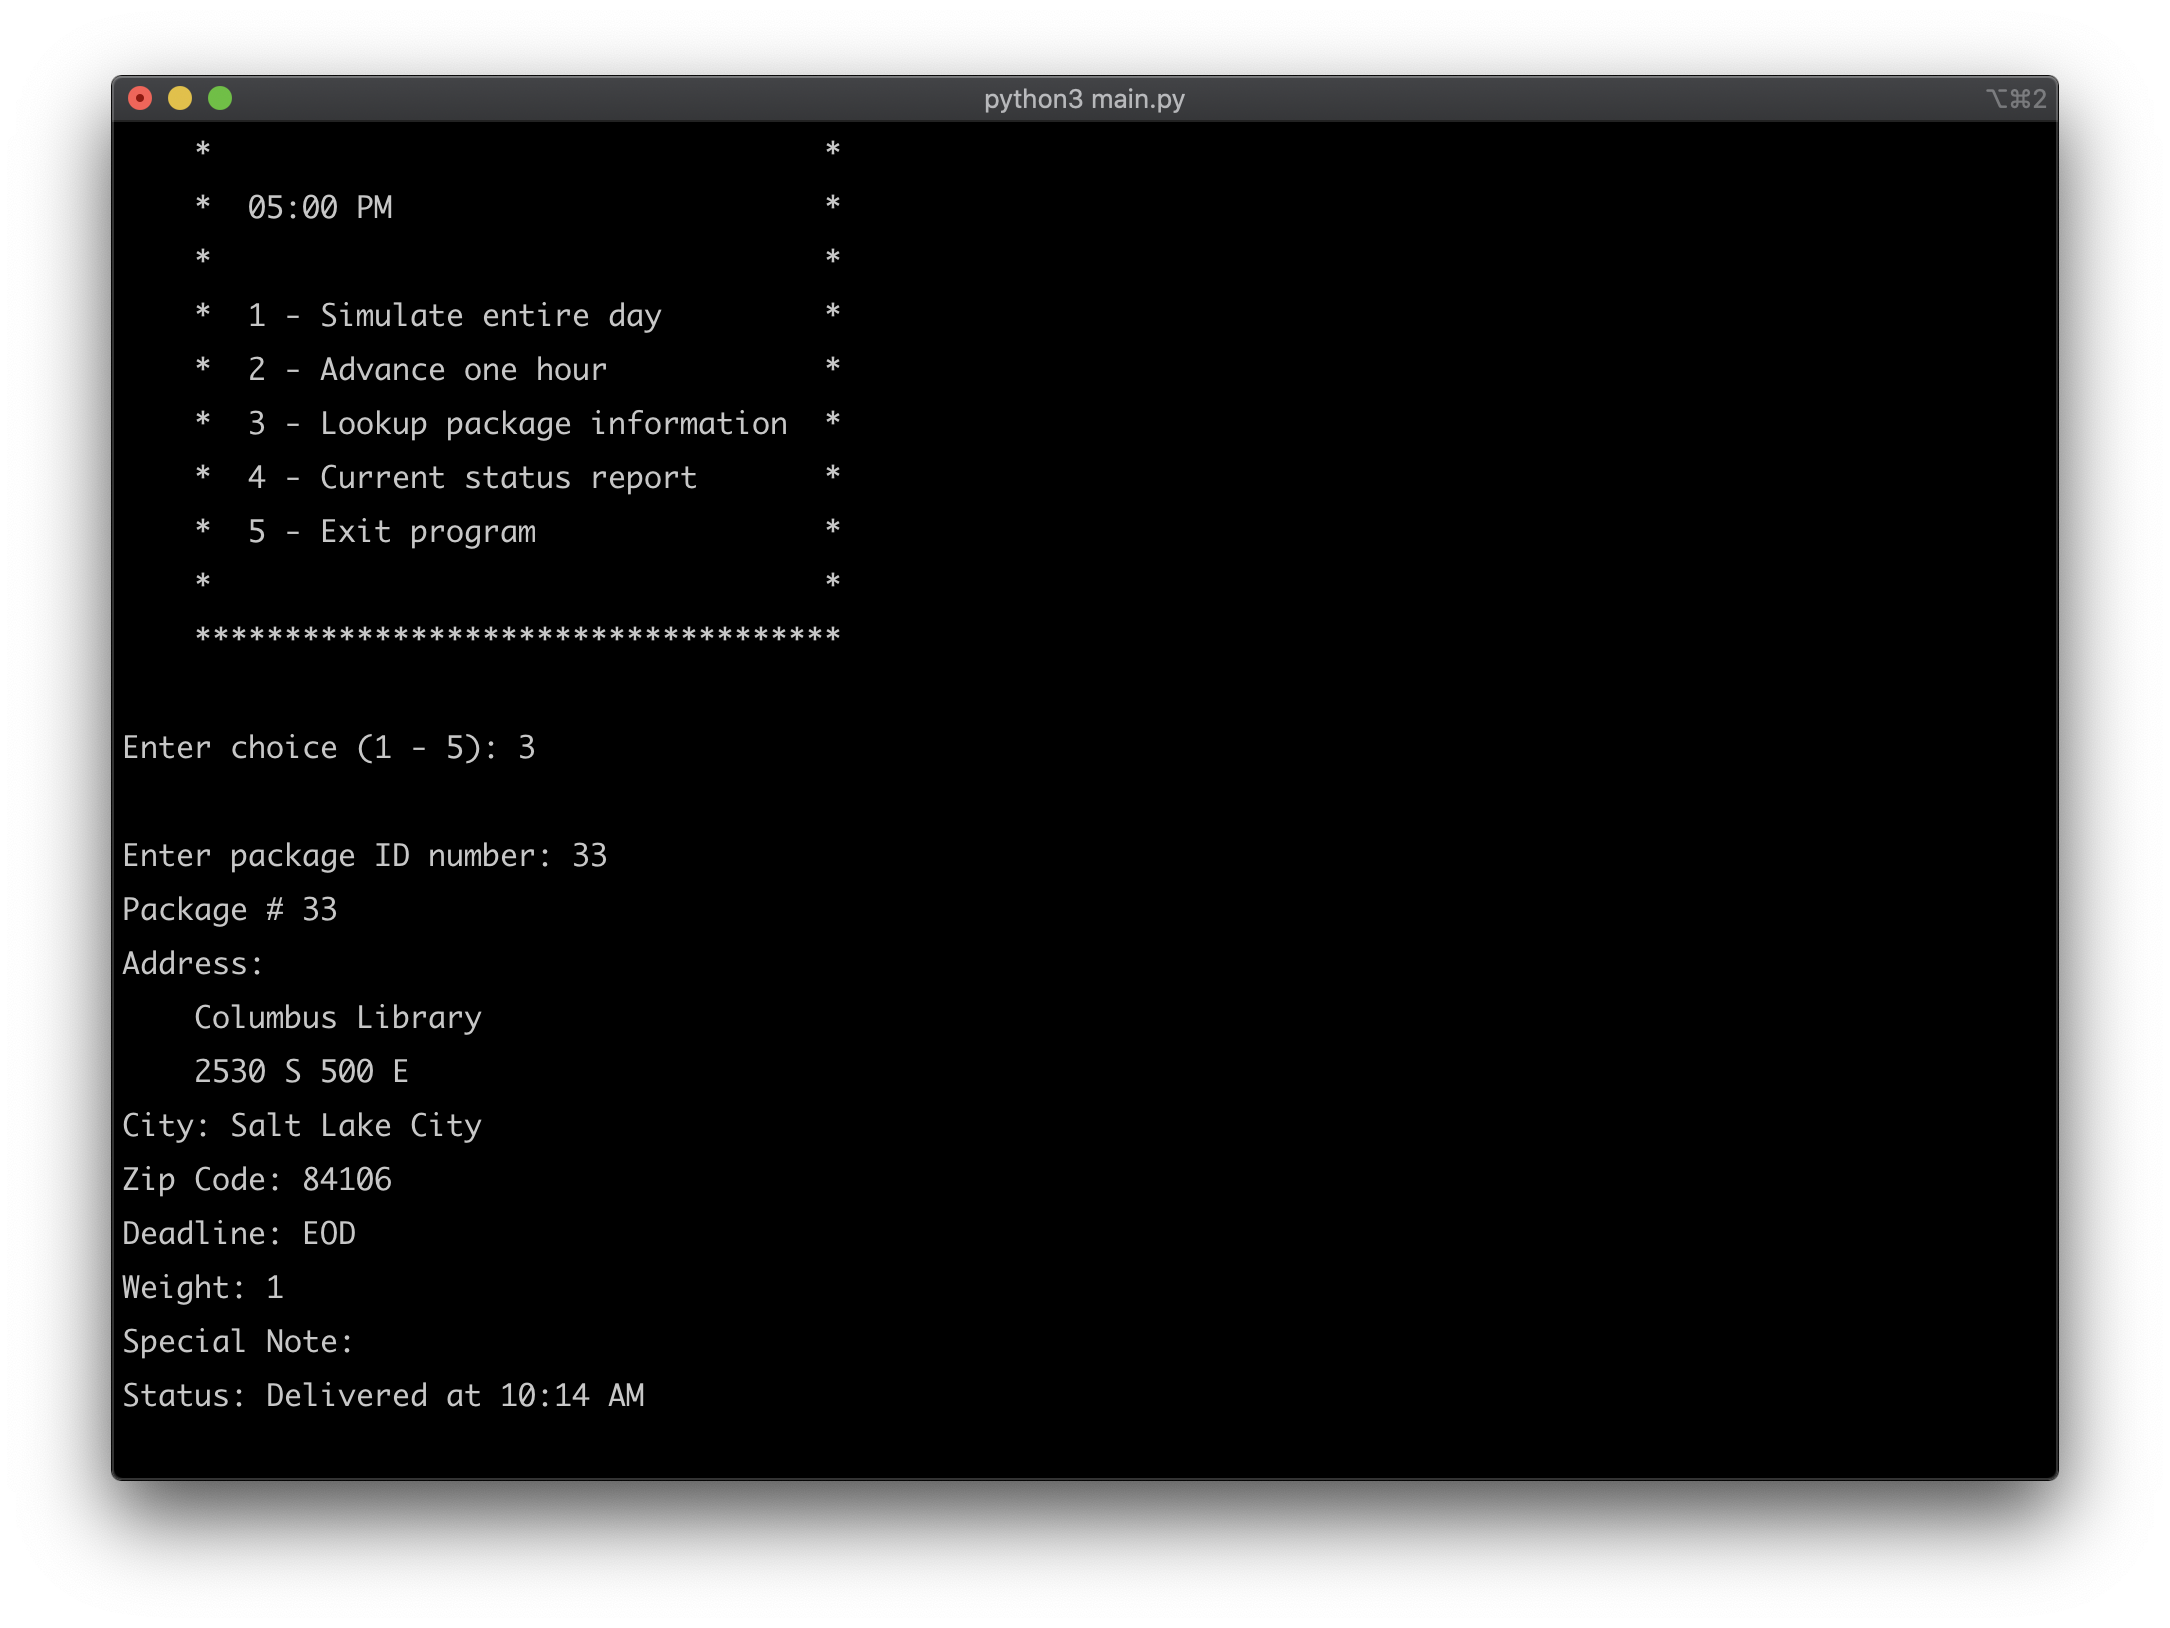 python3 main.py
⌥⌘2
* *
* 05:00 PM *
* *
* 1 - Simulate entire day *
* 2 - Advance one hour *
* 3 - Lookup package information *
* 4 - Current status report *
* 5 - Exit program *
* *
************************************
Enter choice (1 - 5): 3
Enter package ID number: 33
Package # 33
Address:
Columbus Library
2530 S 500 E
City: Salt Lake City
Zip Code: 84106
Deadline: EOD
Weight: 1
Special Note:
Status: Delivered at 10:14 AM